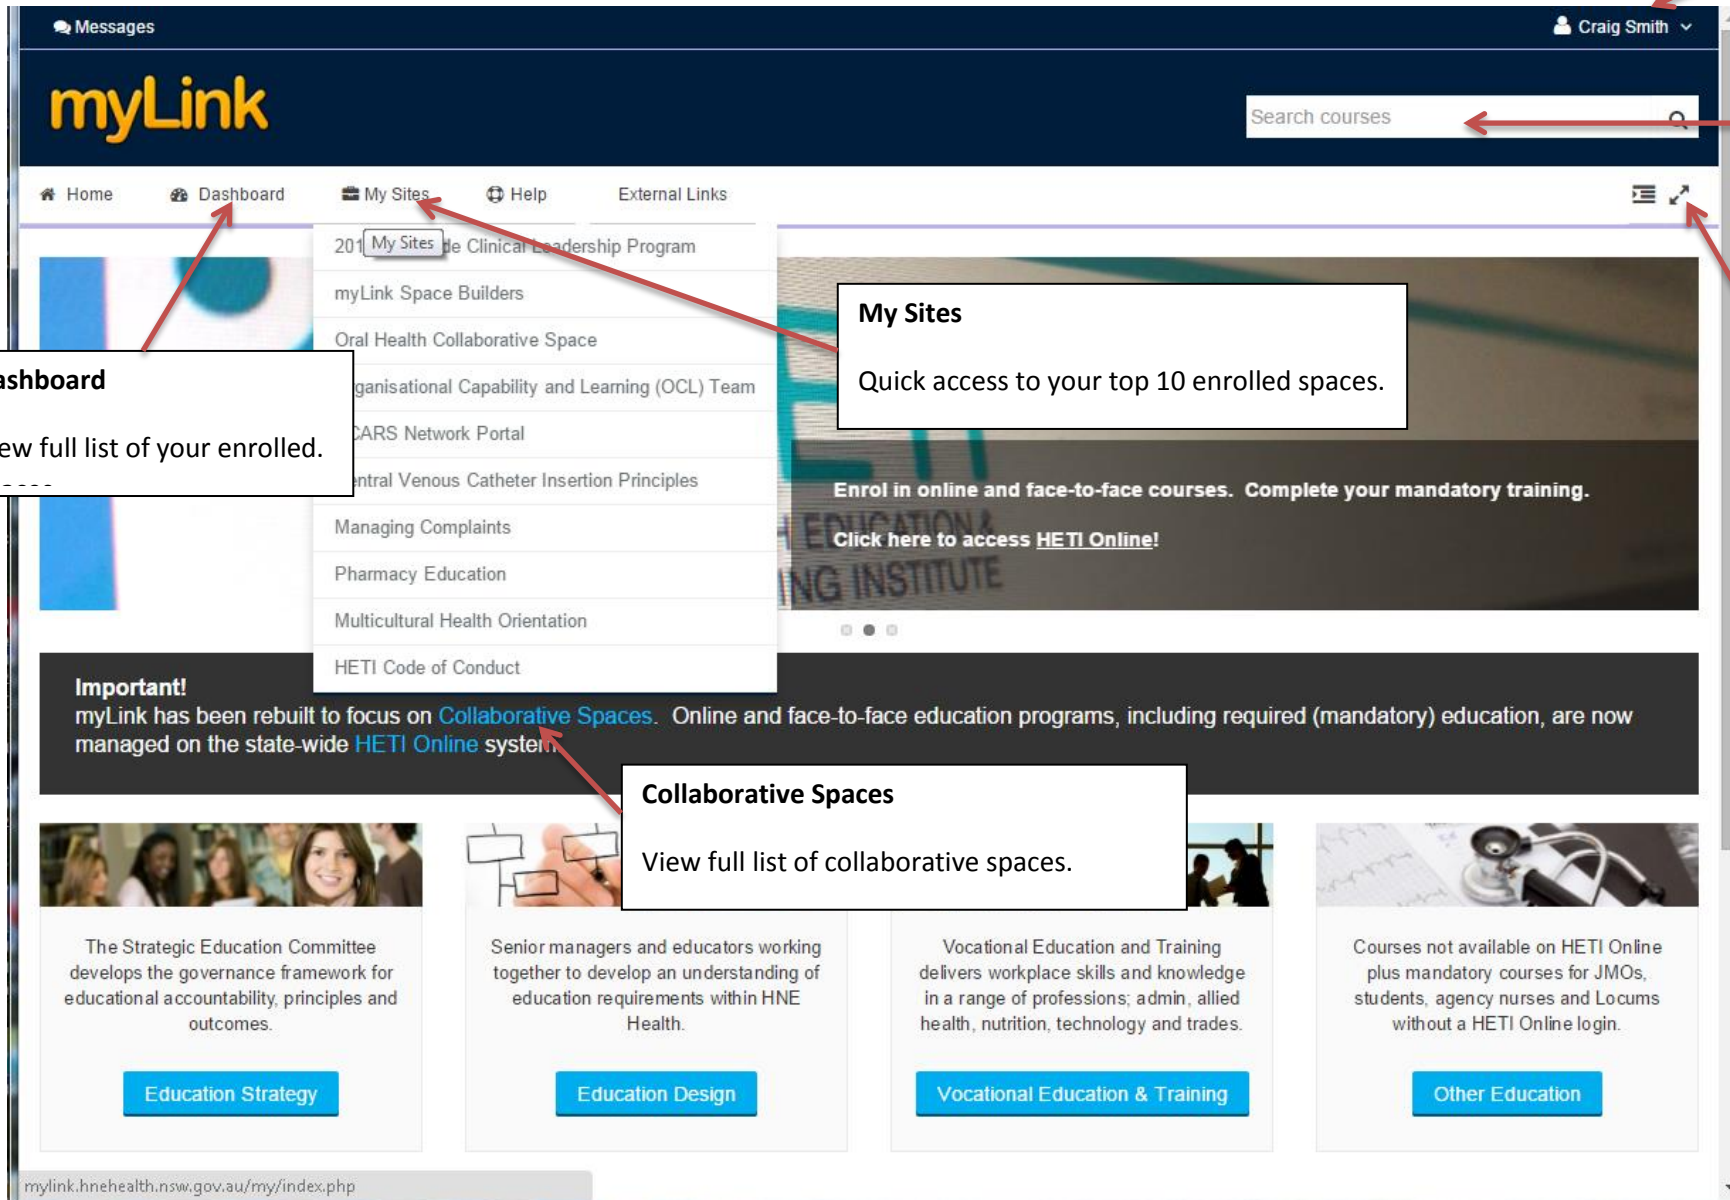 Messages
Craig Smith
myLink
Search courses
Home Dashboard My Sites Help External Links
201 My Sites de Clinical Leadership Program
myLink Space Builders
Oral Health Collaborative Space
ganisational Capability and Learning (OCL) Team
CARS Network Portal
ntral Venous Catheter Insertion Principles
Managing Complaints
Pharmacy Education
Multicultural Health Orientation
HETI Code of Conduct
ashboard
ew full list of your enrolled.
My Sites
Quick access to your top 10 enrolled spaces.
Enrol in online and face-to-face courses. Complete your mandatory training.
Click here to access HETI Online!
H EDUCATION &
ING INSTITUTE
Important!
myLink has been rebuilt to focus on Collaborative Spaces. Online and face-to-face education programs, including required (mandatory) education, are now
managed on the state-wide HETI Online system
Collaborative Spaces
View full list of collaborative spaces.
The Strategic Education Committee
develops the governance framework for
educational accountability, principles and
outcomes.
Education Strategy
Senior managers and educators working
together to develop an understanding of
education requirements within HNE
Health.
Education Design
Vocational Education and Training
delivers workplace skills and knowledge
in a range of professions; admin, allied
health, nutrition, technology and trades.
Vocational Education & Training
Courses not available on HETI Online
plus mandatory courses for JMOs,
students, agency nurses and Locums
without a HETI Online login.
Other Education
mylink.hnehealth.nsw.gov.au/my/index.php